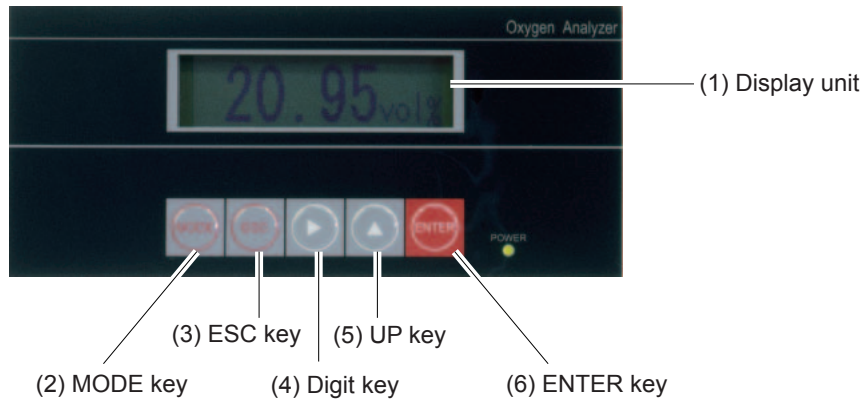 Oxygen Analyzer
20.95vol%
(1) Display unit
MODE
ESC
ENTER
POWER
(3) ESC key
(5) UP key
(2) MODE key
(4) Digit key
(6) ENTER key